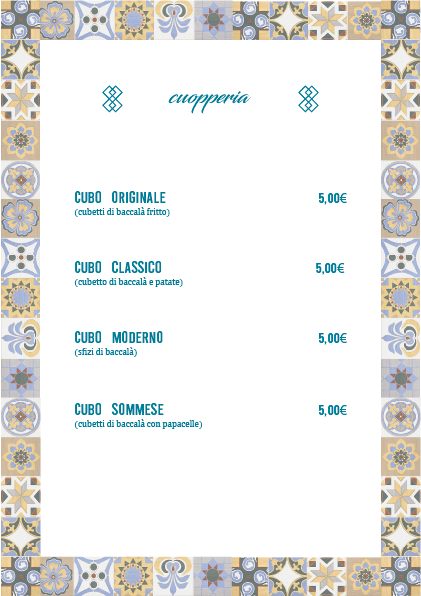 cuopperia
CUBO ORIGINALE 5,00€
(cubetti di baccalà fritto)
CUBO CLASSICO 5,00€
(cubetto di baccalà e patate)
CUBO MODERNO 5,00€
(sfizi di baccalà)
CUBO SOMMESE 5,00€
(cubetti di baccalà con papacelle)